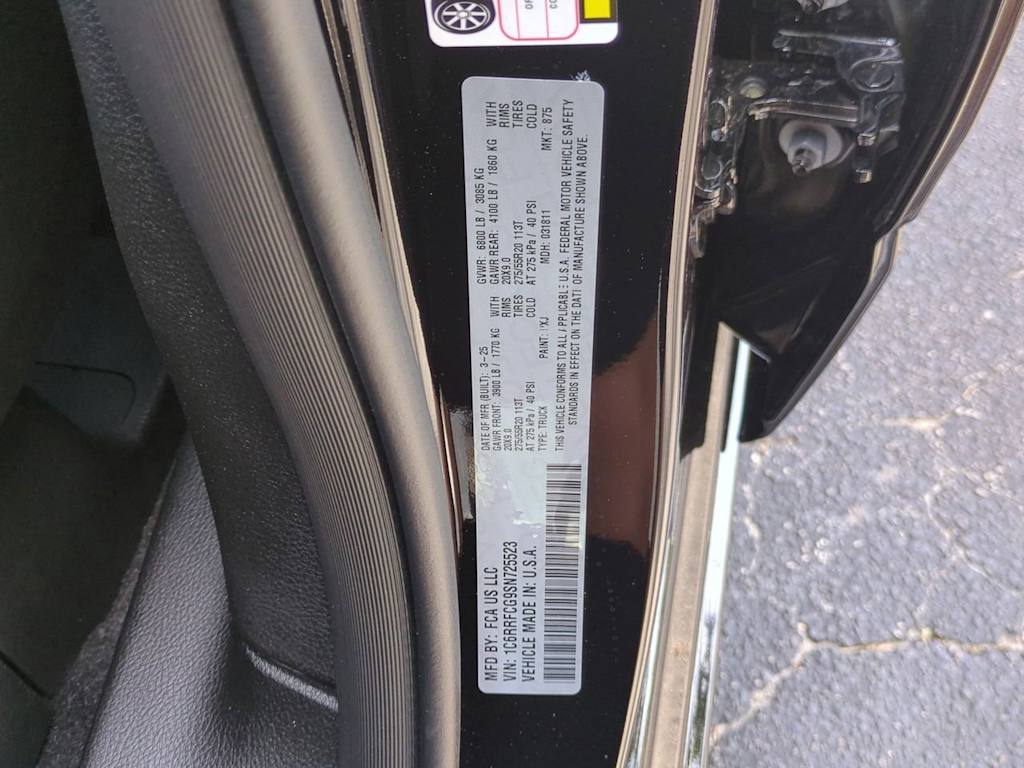 MFD BY: FCA US LLC
VIN: 1C6RRFCG9SN725523
VEHICLE MADE IN: U.S.A.
DATE OF MFR (BUILT): 3-25
GVWR: 6800 LB / 3085 KG
GAWR FRONT: 3900 LB / 1770 KG WITH
20X9.0 RIMS
275/55R20 113T TIRES
AT 275 kPa / 40 PSI COLD
GAWR REAR: 4100 LB / 1860 KG WITH
20X9.0 RIMS
275/55R20 113T TIRES
AT 275 kPa / 40 PSI COLD
TYPE: TRUCK PAINT: PXJ MDH: 031811 MKT: 875
THIS VEHICLE CONFORMS TO ALL APPLICABLE U.S.A. FEDERAL MOTOR VEHICLE SAFETY
STANDARDS IN EFFECT ON THE DATE OF MANUFACTURE SHOWN ABOVE.